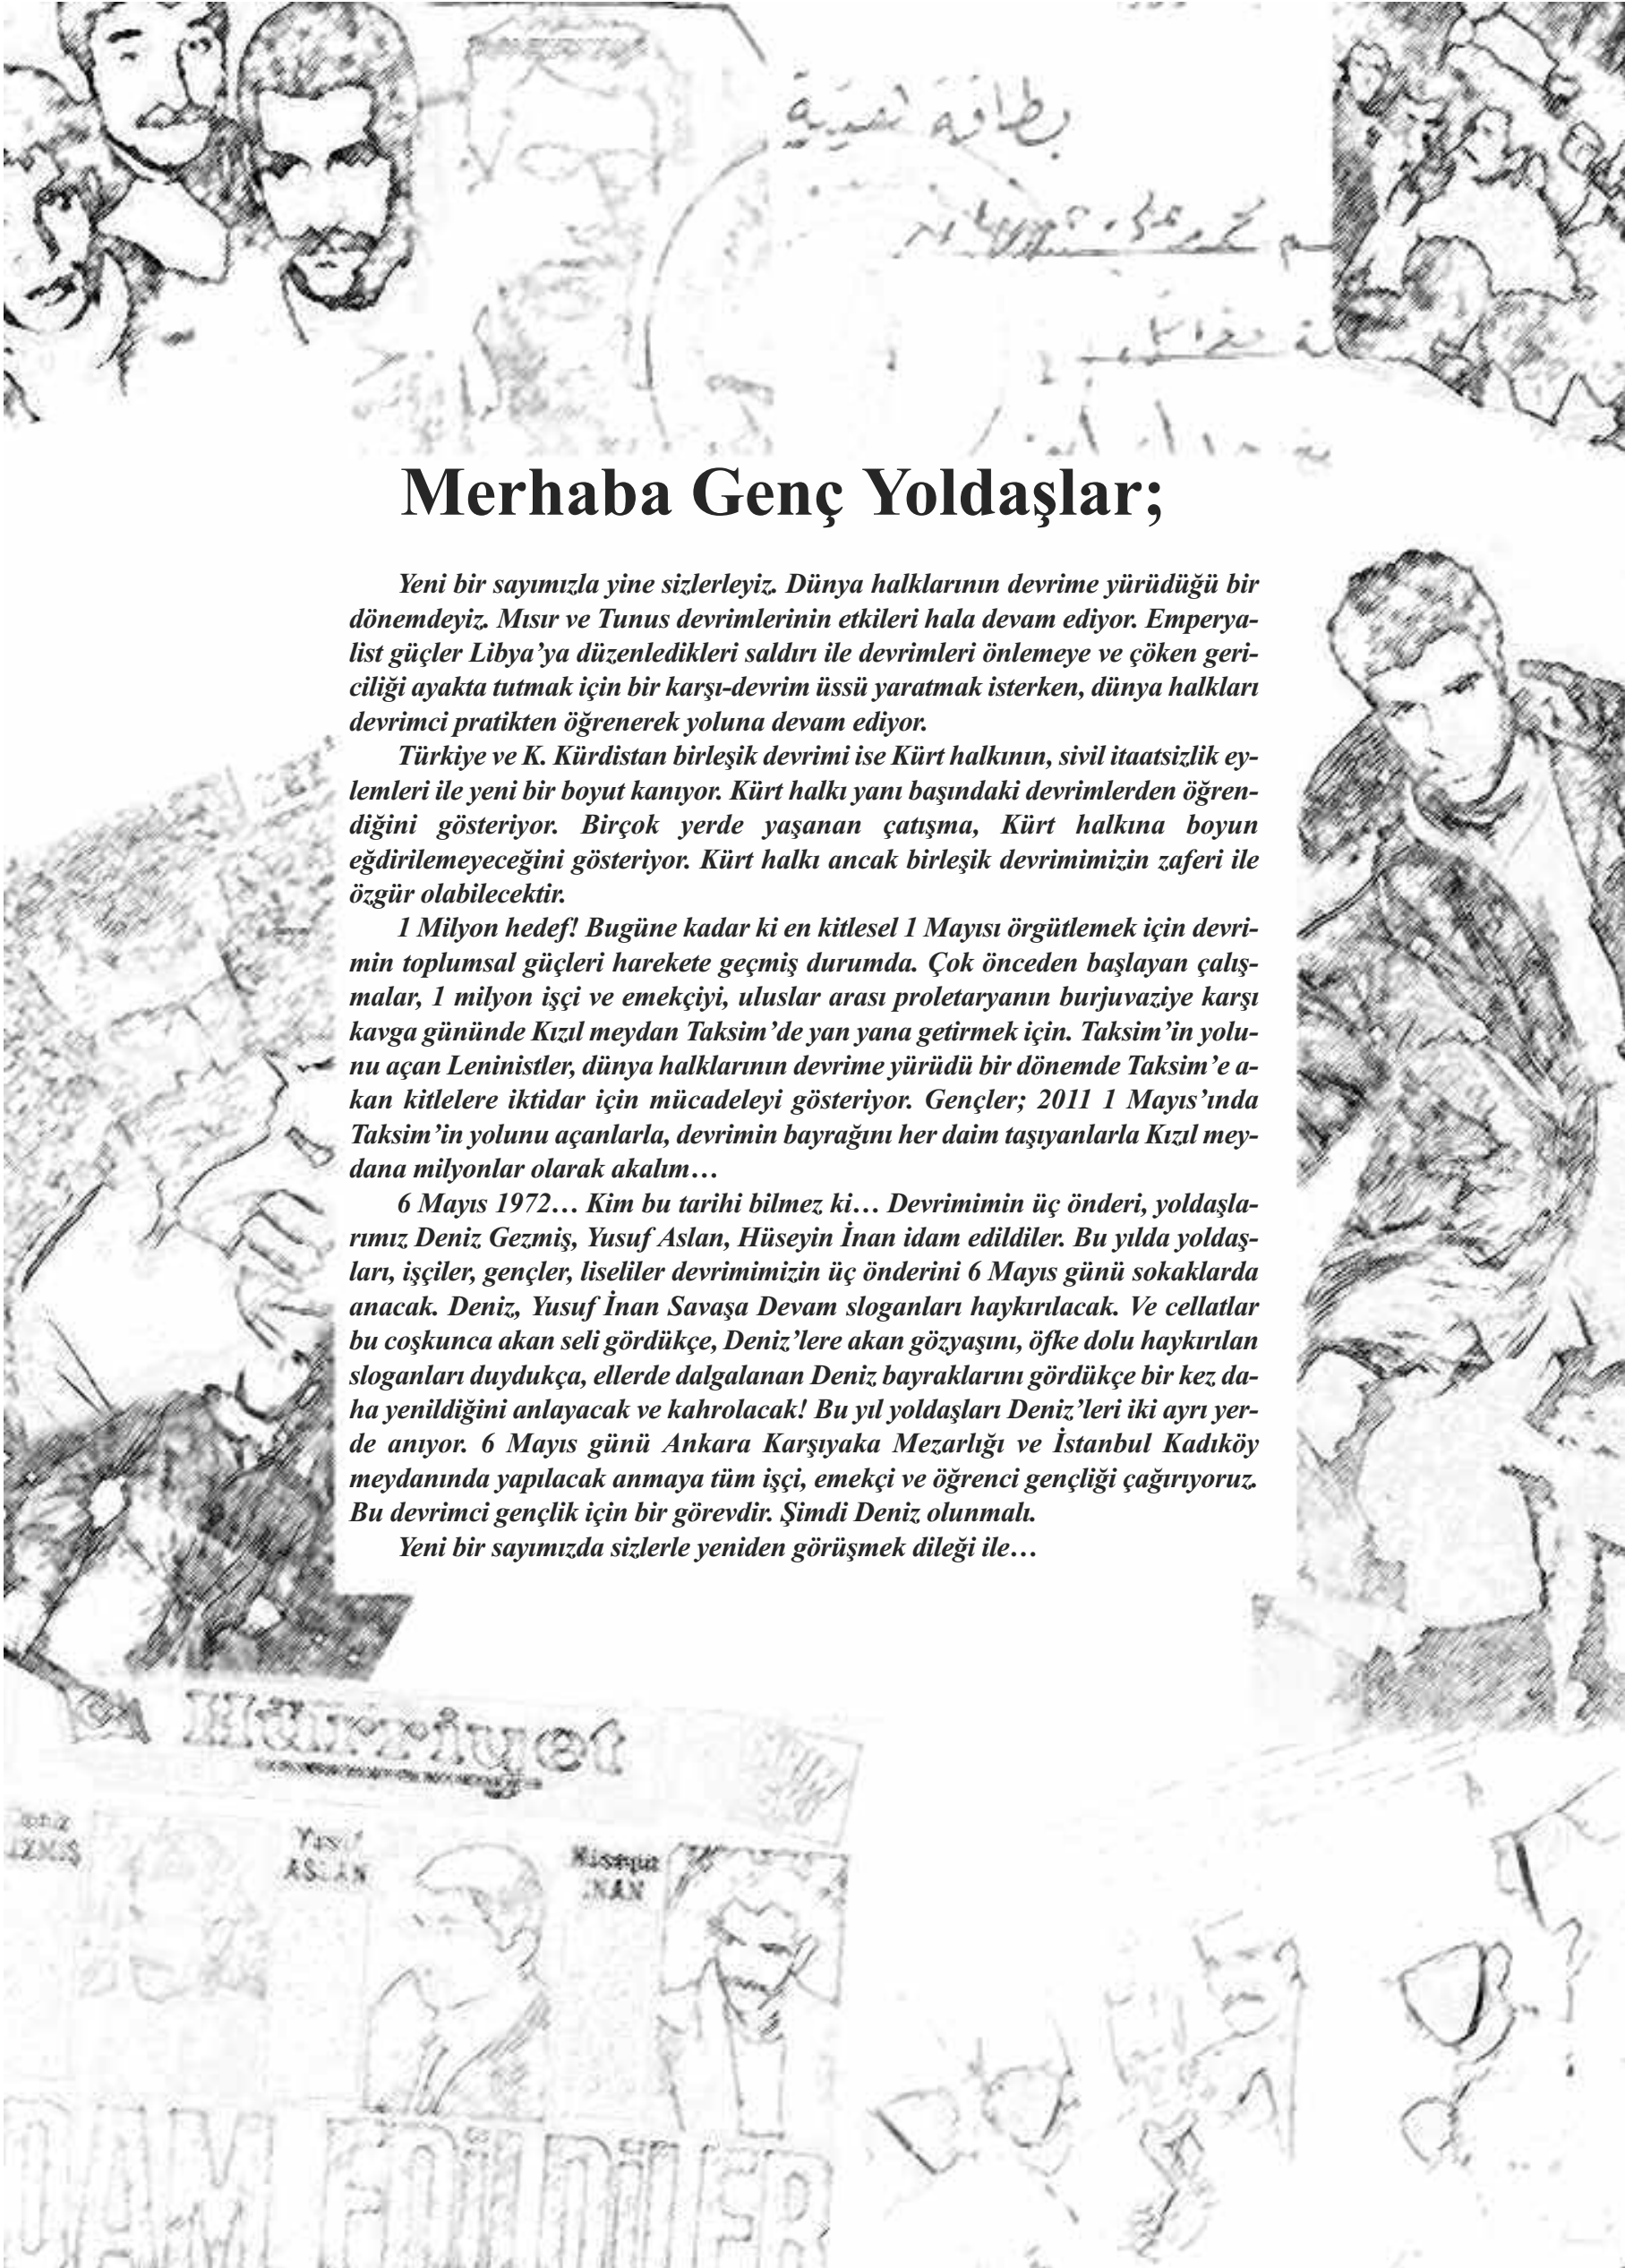 بطاقة
Merhaba Genç Yoldaşlar;
Yeni bir sayımızla yine sizlerleyiz. Dünya halklarının devrime yürüdüğü bir
dönemdeyiz. Mısır ve Tunus devrimlerinin etkileri hala devam ediyor. Emperya-
list güçler Libya’ya düzenledikleri saldırı ile devrimleri önlemeye ve çöken geri-
ciliği ayakta tutmak için bir karşı-devrim üssü yaratmak isterken, dünya halkları
devrimci pratikten öğrenerek yoluna devam ediyor.
Türkiye ve K. Kürdistan birleşik devrimi ise Kürt halkının, sivil itaatsizlik ey-
lemleri ile yeni bir boyut kanıyor. Kürt halkı yanı başındaki devrimlerden öğren-
diğini gösteriyor. Birçok yerde yaşanan çatışma, Kürt halkına boyun
eğdirilemeyeceğini gösteriyor. Kürt halkı ancak birleşik devrimimizin zaferi ile
özgür olabilecektir.
1 Milyon hedef! Bugüne kadar ki en kitlesel 1 Mayısı örgütlemek için devri-
min toplumsal güçleri harekete geçmiş durumda. Çok önceden başlayan çalış-
malar, 1 milyon işçi ve emekçiyi, uluslar arası proletaryanın burjuvaziye karşı
kavga gününde Kızıl meydan Taksim’de yan yana getirmek için. Taksim’in yolu-
nu açan Leninistler, dünya halklarının devrime yürüdü bir dönemde Taksim’e a-
kan kitlelere iktidar için mücadeleyi gösteriyor. Gençler; 2011 1 Mayıs’ında
Taksim’in yolunu açanlarla, devrimin bayrağını her daim taşıyanlarla Kızıl mey-
dana milyonlar olarak akalım…
6 Mayıs 1972… Kim bu tarihi bilmez ki… Devrimimin üç önderi, yoldaşla-
rımız Deniz Gezmiş, Yusuf Aslan, Hüseyin İnan idam edildiler. Bu yılda yoldaş-
ları, işçiler, gençler, liseliler devrimimizin üç önderini 6 Mayıs günü sokaklarda
anacak. Deniz, Yusuf İnan Savaşa Devam sloganları haykırılacak. Ve cellatlar
bu coşkunca akan seli gördükçe, Deniz’lere akan gözyaşını, öfke dolu haykırılan
sloganları duydukça, ellerde dalgalanan Deniz bayraklarını gördükçe bir kez da-
ha yenildiğini anlayacak ve kahrolacak! Bu yıl yoldaşları Deniz’leri iki ayrı yer-
de anıyor. 6 Mayıs günü Ankara Karşıyaka Mezarlığı ve İstanbul Kadıköy
meydanında yapılacak anmaya tüm işçi, emekçi ve öğrenci gençliği çağırıyoruz.
Bu devrimci gençlik için bir görevdir. Şimdi Deniz olunmalı.
Yeni bir sayımızda sizlerle yeniden görüşmek dileği ile…
Hürriyet
Yusuf
ASLAN
EDİLDİLER